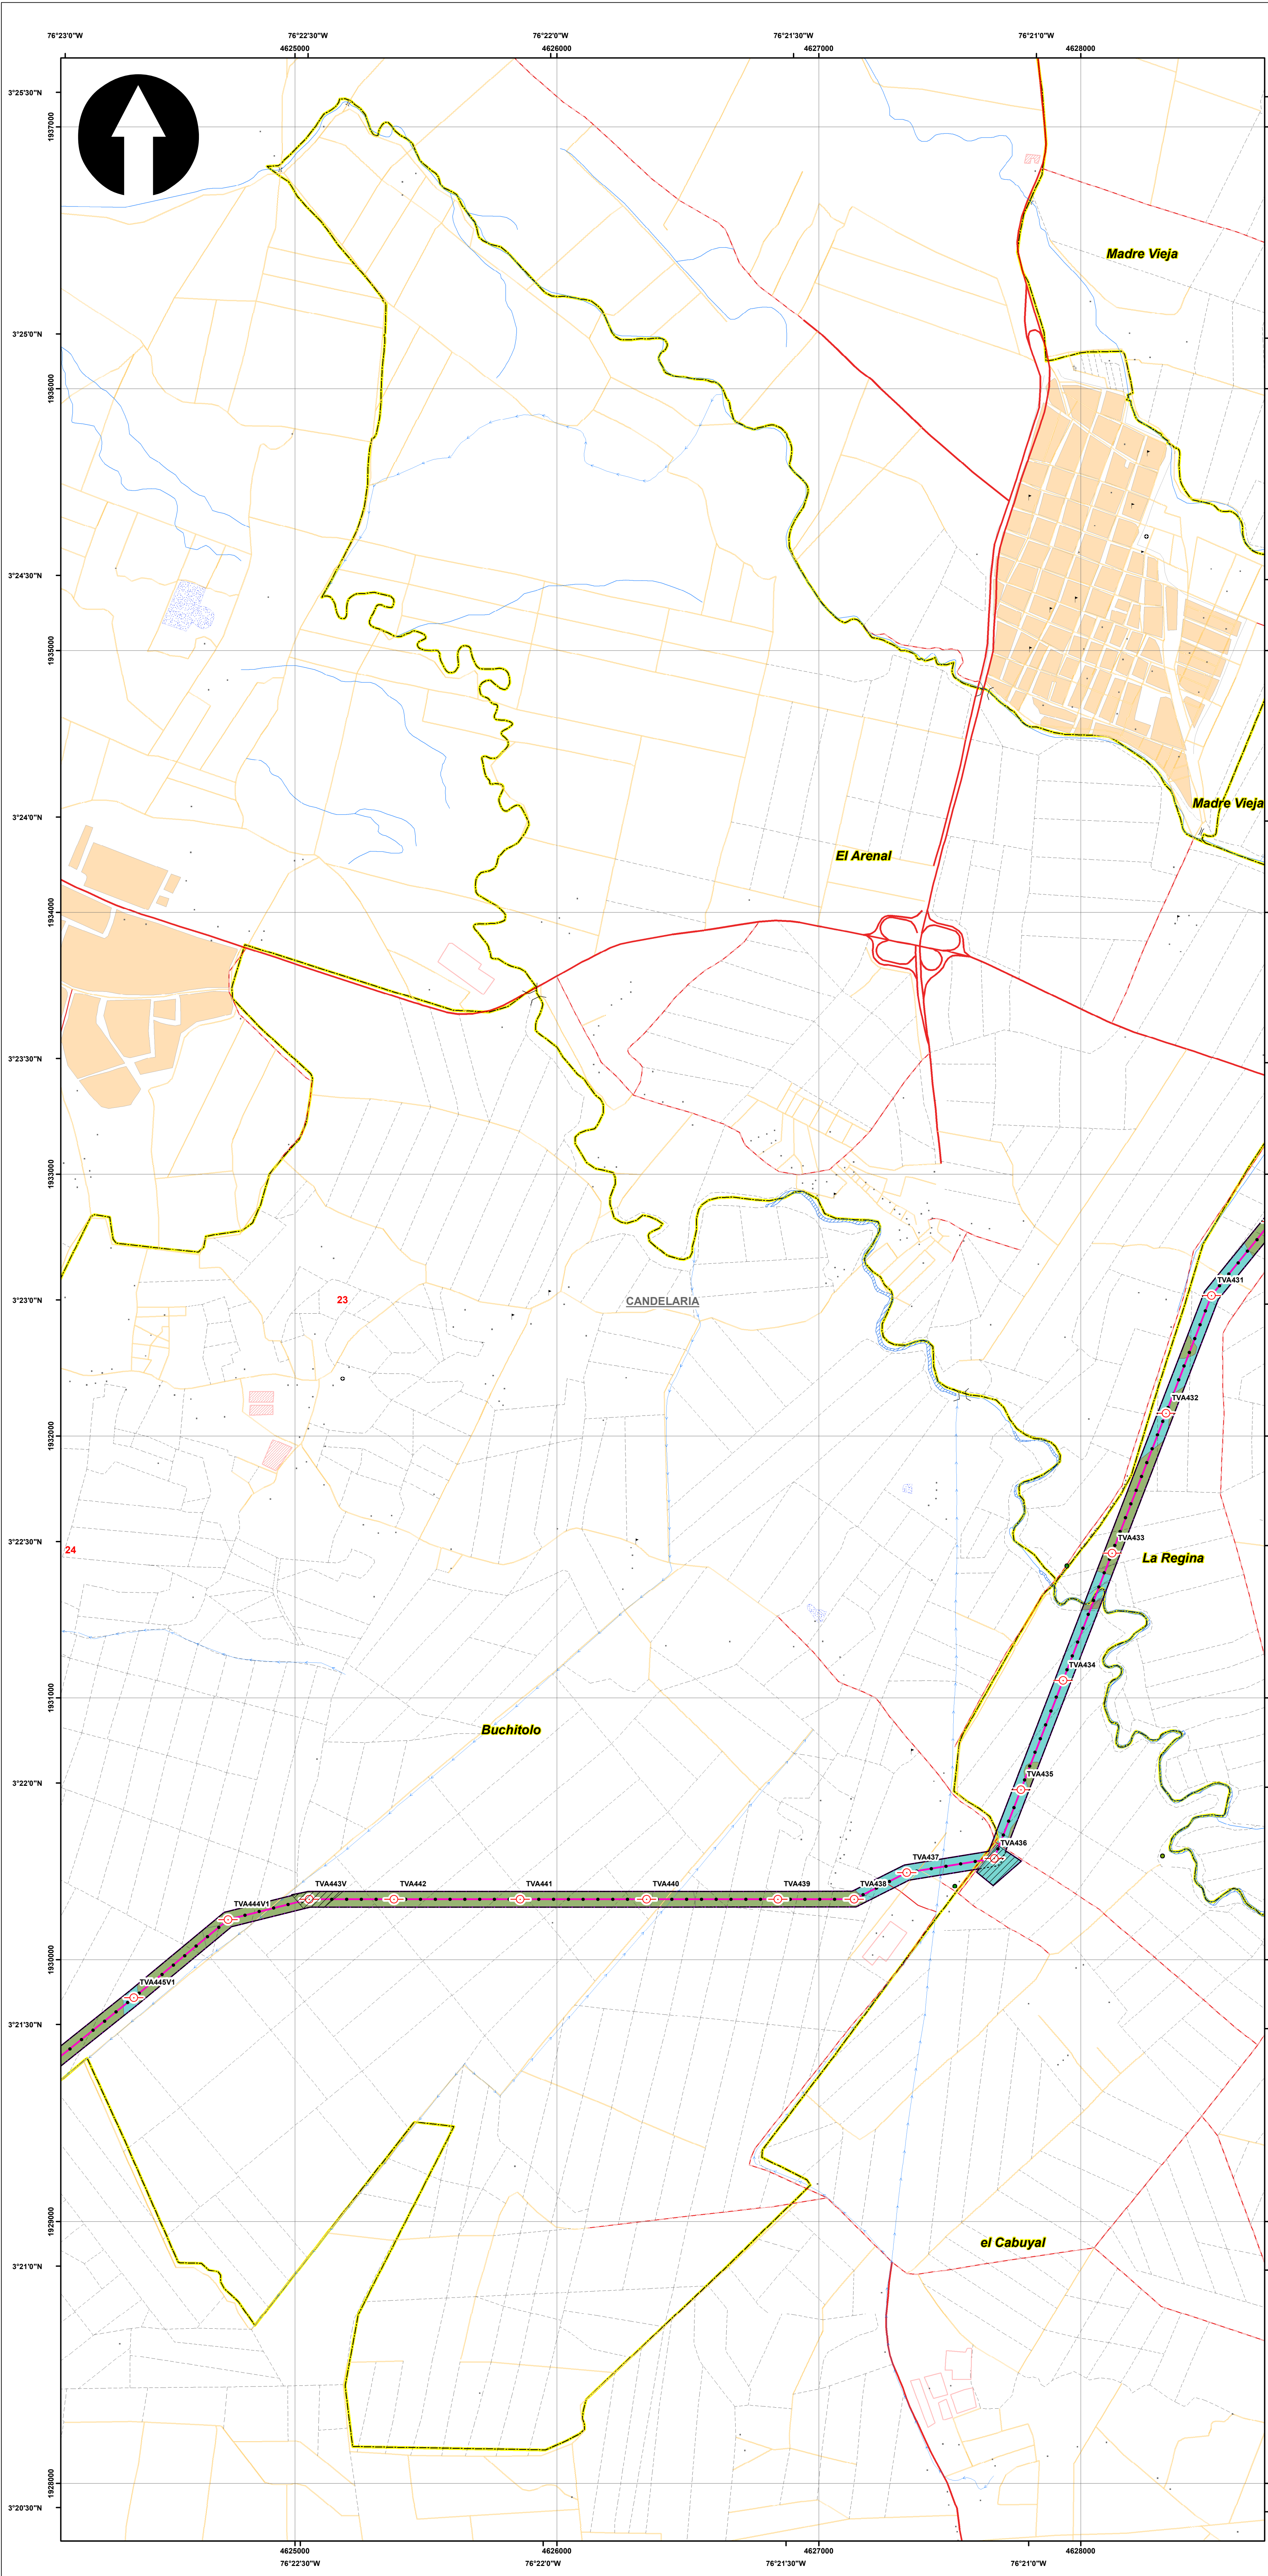 76°23'0"W 76°22'30"W 76°22'0"W 76°21'30"W 76°21'0"W
4625000 4626000 4627000 4628000
3°25'30"N
1937000
Madre Vieja
3°25'0"N
1936000
3°24'30"N
1935000
Madre Vieja
3°24'0"N
El Arenal
1934000
3°23'30"N
1933000
TVA431
3°23'0"N
23
CANDELARIA
TVA432
1932000
3°22'30"N
24
TVA433
La Regina
TVA434
1931000
Buchitolo
3°22'0"N
TVA435
TVA436
TVA437
TVA443V TVA442 TVA441 TVA440 TVA439 TVA438
TVA444V1
1930000
TVA445V1
3°21'30"N
1929000
el Cabuyal
3°21'0"N
1928000
3°20'30"N
4625000 4626000 4627000 4628000
76°22'30"W 76°22'0"W 76°21'30"W 76°21'0"W